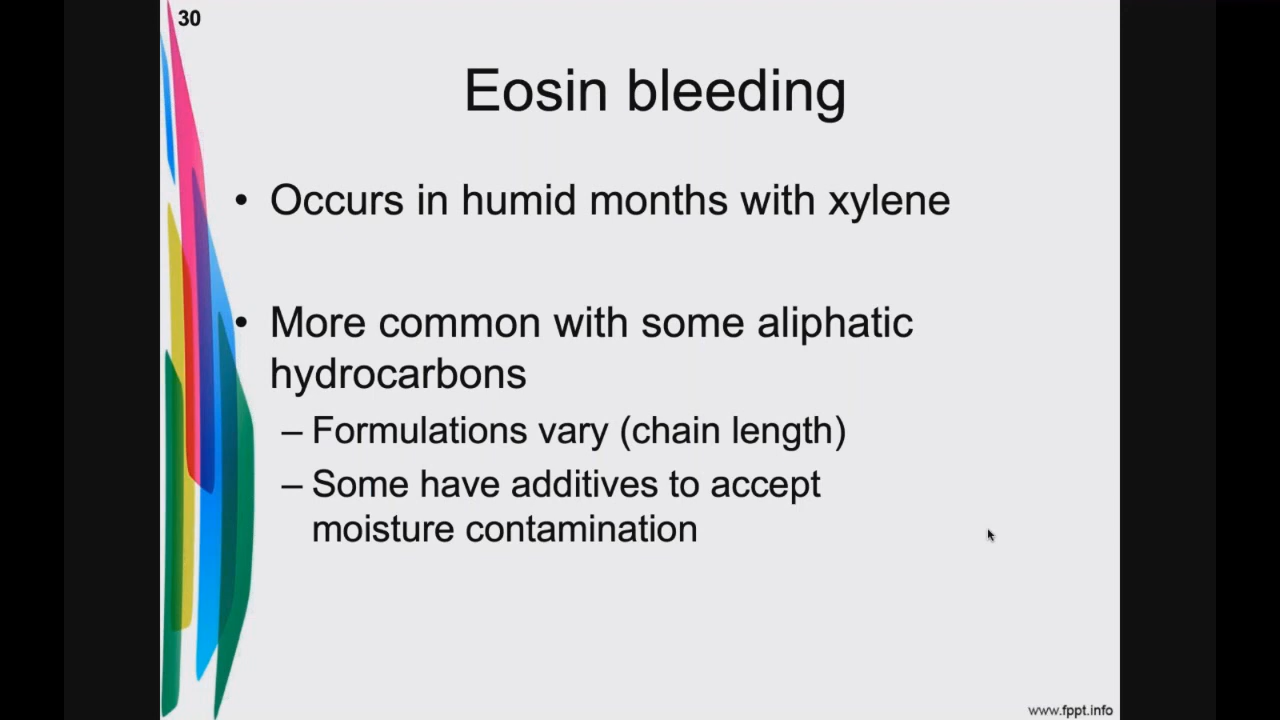 30
Eosin bleeding
• Occurs in humid months with xylene
• More common with some aliphatic
hydrocarbons
– Formulations vary (chain length)
– Some have additives to accept
moisture contamination
www.fppt.info